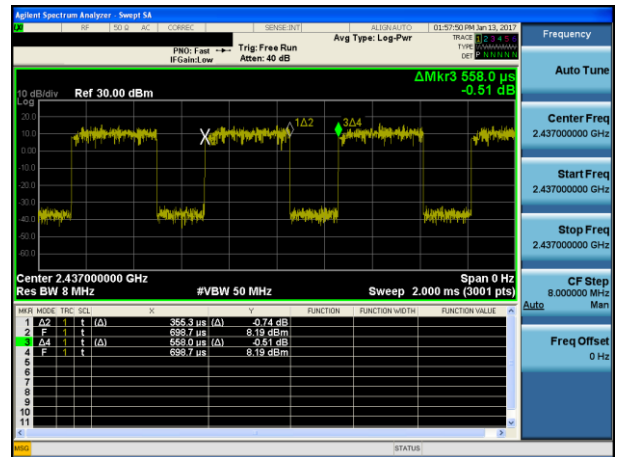 Agilent Spectrum Analyzer - Swept SA
RF 50 Ω AC CORREC SENSE:INT ALIGN AUTO 01:57:50 PM Jan 13, 2017
PNO: Fast Trig: Free Run Avg Type: Log-Pwr TRACE 1 2 3 4 5 6
IFGain:Low Atten: 40 dB TYPE
DET P N N N N N
Frequency
ΔMkr3 558.0 µs
-0.51 dB
10 dB/div Ref 30.00 dBm
Log
20.0
10.0
0.00
-10.0
-20.0
-30.0
-40.0
-50.0
-60.0
X
1Δ2
3Δ4
Center 2.437000000 GHz Span 0 Hz
Res BW 8 MHz #VBW 50 MHz Sweep 2.000 ms (3001 pts)
MKR MODE TRC SCL X Y FUNCTION FUNCTION WIDTH FUNCTION VALUE
1 Δ2 1 t (Δ) 355.3 µs (Δ) -0.74 dB
2 F 1 t 698.7 µs 8.19 dBm
3 Δ4 1 t (Δ) 558.0 µs (Δ) -0.51 dB
4 F 1 t 698.7 µs 8.19 dBm
5
6
7
8
9
10
11
MSG STATUS
Auto Tune
Center Freq
2.437000000 GHz
Start Freq
2.437000000 GHz
Stop Freq
2.437000000 GHz
CF Step
8.000000 MHz
Auto Man
Freq Offset
0 Hz